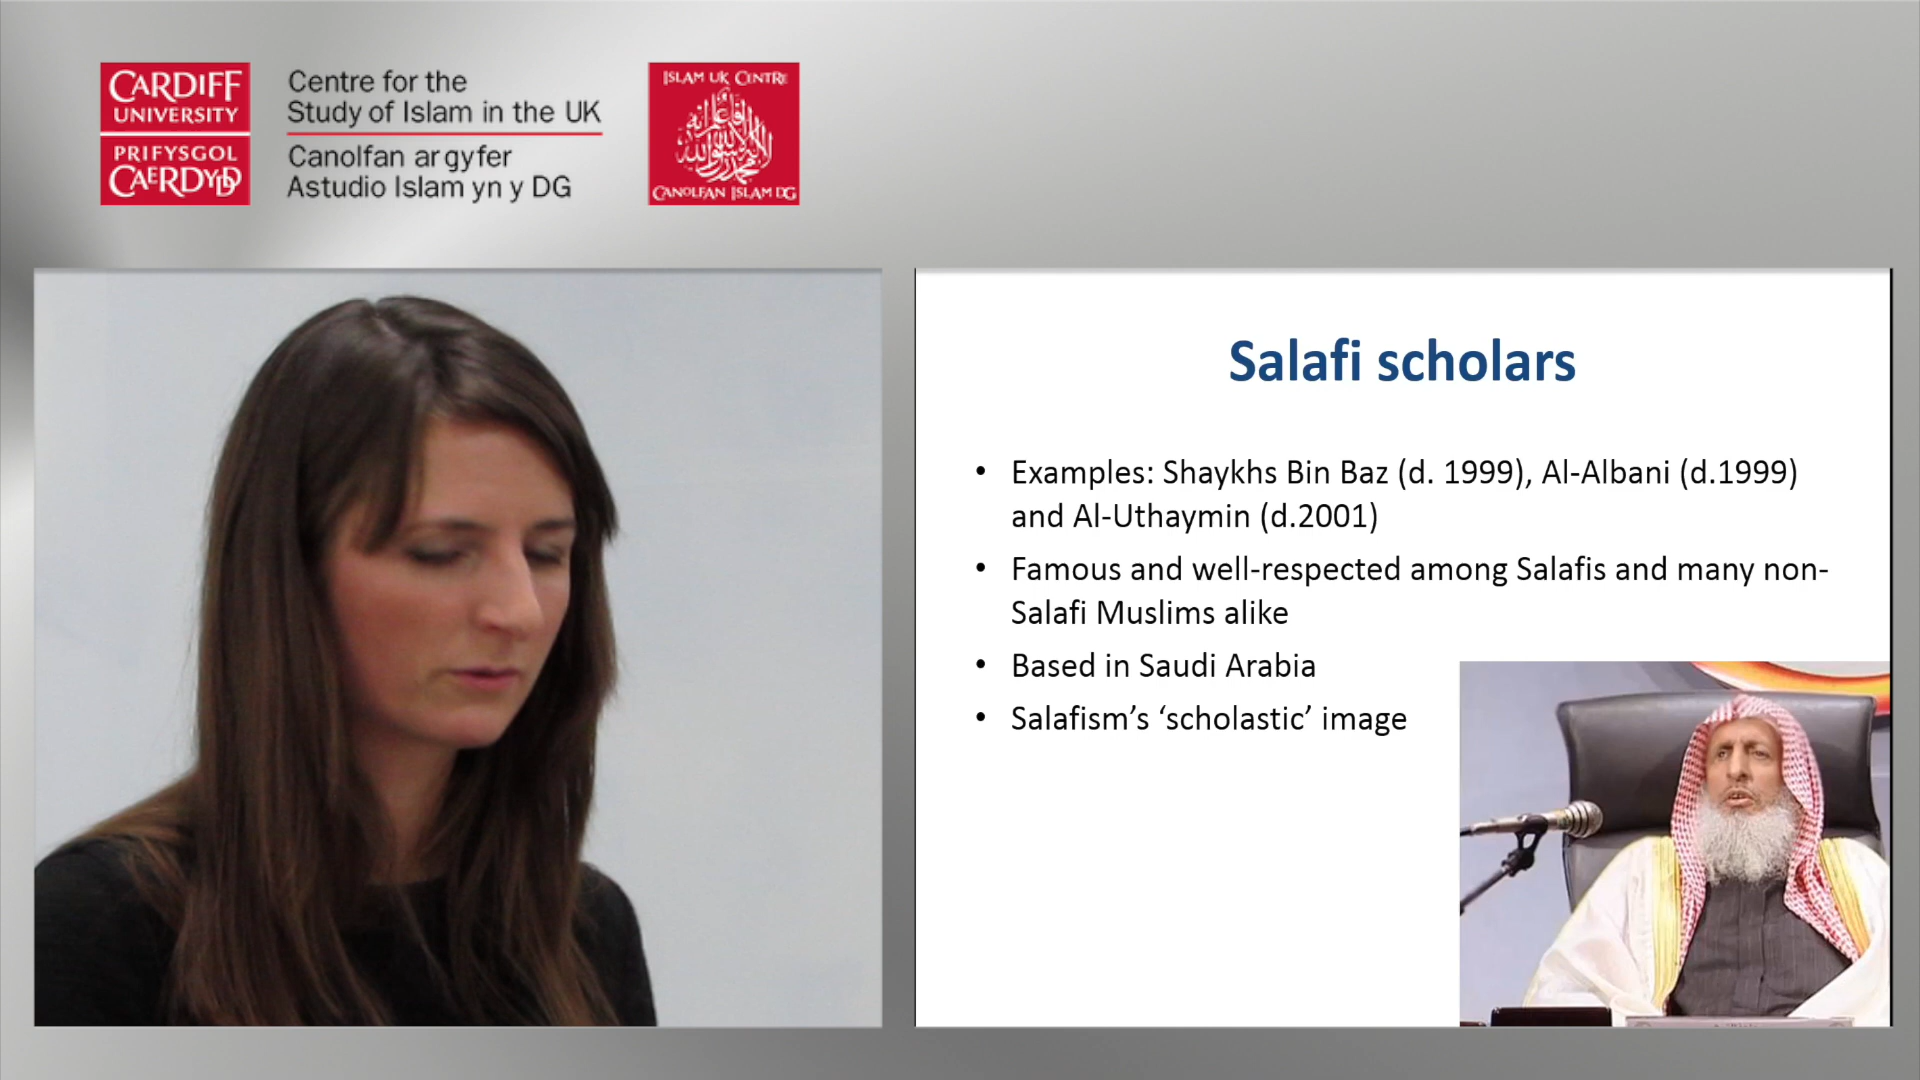 CARDIFF
UNIVERSITY
PRIFYSGOL
CAERDYDD
Centre for the
Study of Islam in the UK
Canolfan ar gyfer
Astudio Islam yn y DG
ISLAM UK CENTRE
CANOLFAN ISLAM DG
Salafi scholars
• Examples: Shaykhs Bin Baz (d. 1999), Al-Albani (d.1999)
and Al-Uthaymin (d.2001)
• Famous and well-respected among Salafis and many non-
Salafi Muslims alike
• Based in Saudi Arabia
• Salafism’s ‘scholastic’ image